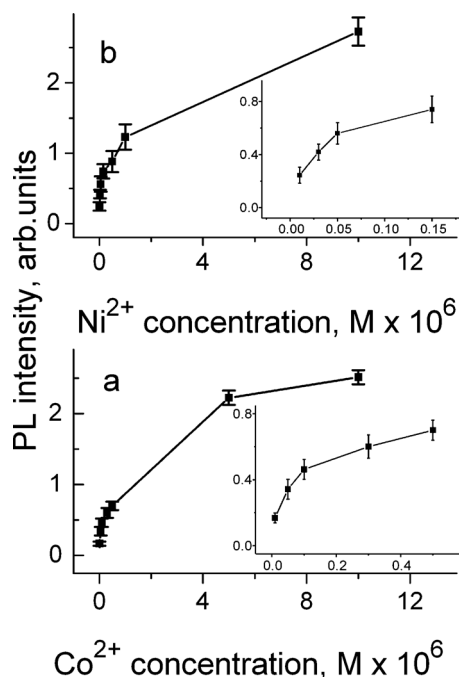 b
2
1
0
0.8
0.4
0.0
0.00 0.05 0.10 0.15
0 4 8 12
Ni²⁺ concentration, M x 10⁶
PL intensity, arb.units
a
2
1
0
0.8
0.4
0.0
0.0 0.2 0.4
0 4 8 12
Co²⁺ concentration, M x 10⁶